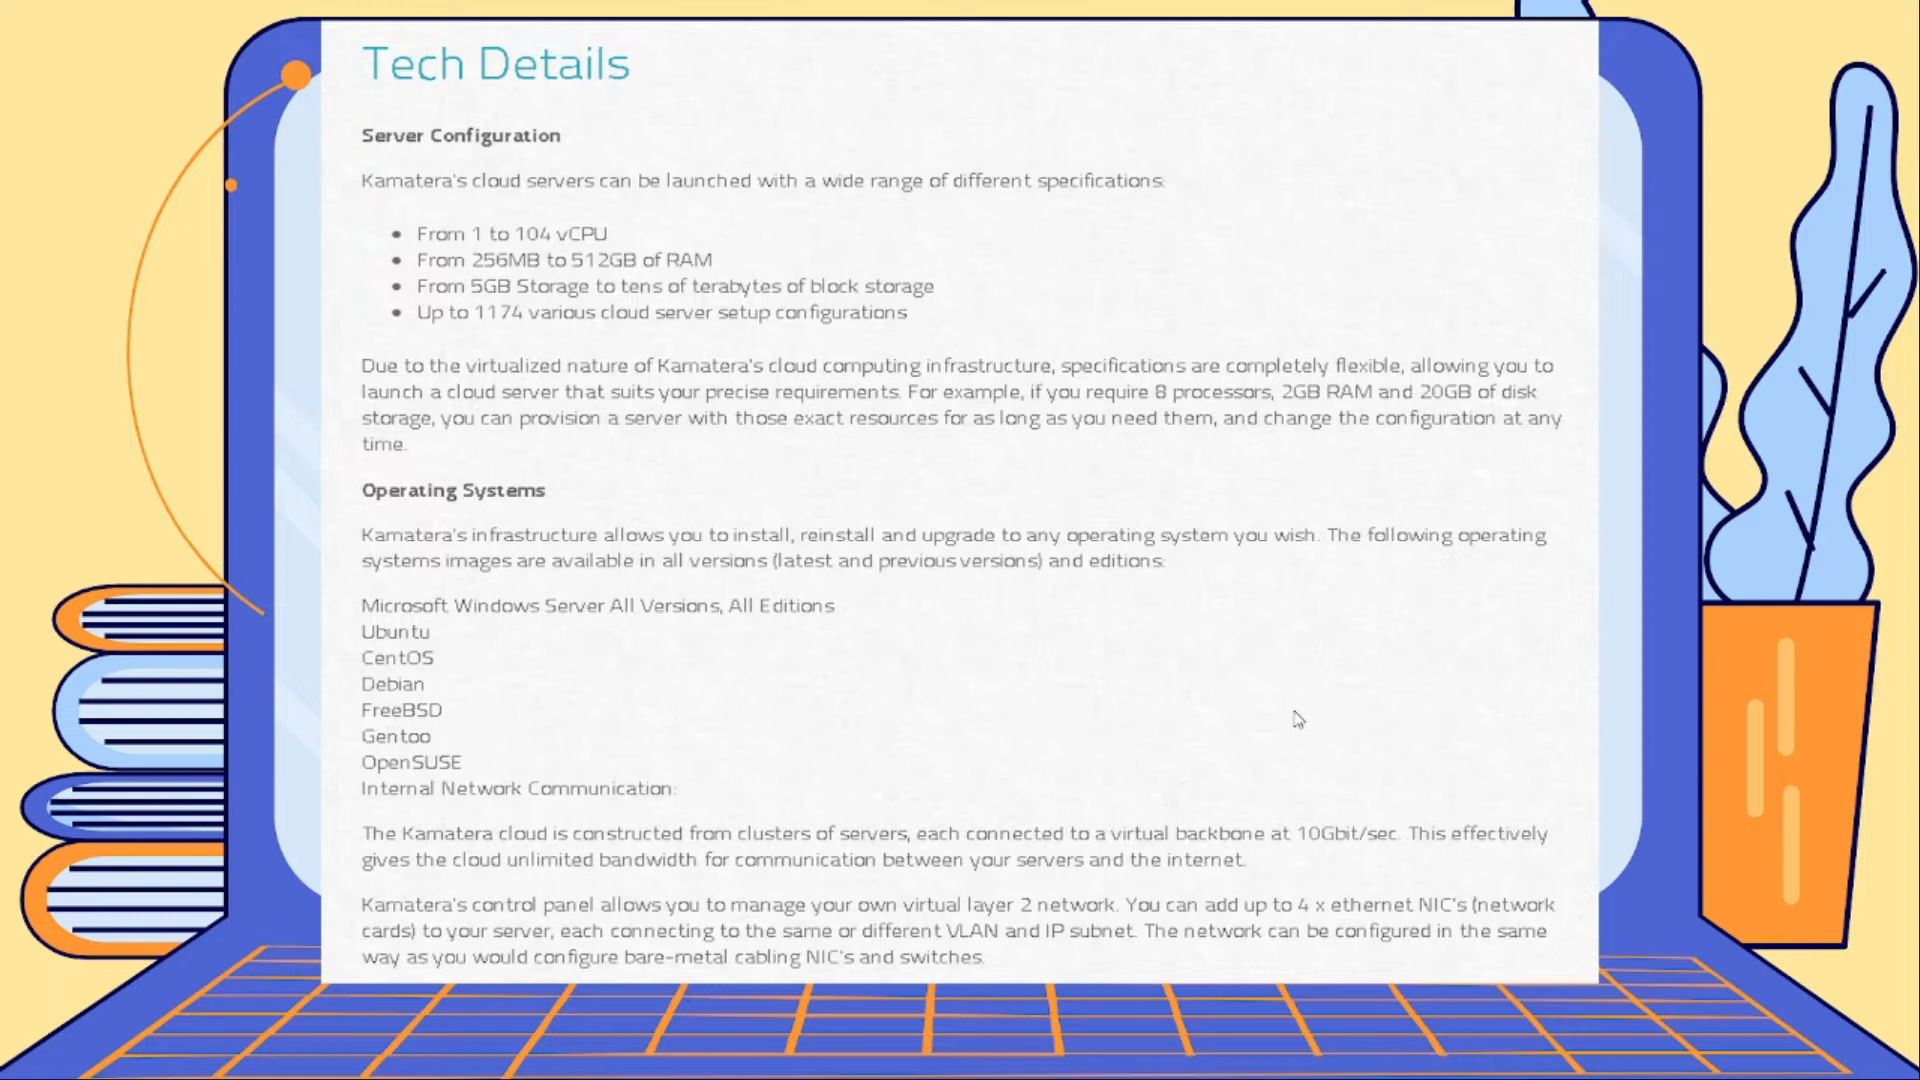 Tech Details
Server Configuration
Kamatera's cloud servers can be launched with a wide range of different specifications:
• From 1 to 104 vCPU
• From 256MB to 512GB of RAM
• From 5GB Storage to tens of terabytes of block storage
• Up to 1174 various cloud server setup configurations
Due to the virtualized nature of Kamatera's cloud computing infrastructure, specifications are completely flexible, allowing you to
launch a cloud server that suits your precise requirements. For example, if you require 8 processors, 2GB RAM and 20GB of disk
storage, you can provision a server with those exact resources for as long as you need them, and change the configuration at any
time.
Operating Systems
Kamatera's infrastructure allows you to install, reinstall and upgrade to any operating system you wish. The following operating
systems images are available in all versions (latest and previous versions) and editions:
Microsoft Windows Server All Versions, All Editions
Ubuntu
CentOS
Debian
FreeBSD
Gentoo
OpenSUSE
Internal Network Communication:
The Kamatera cloud is constructed from clusters of servers, each connected to a virtual backbone at 10Gbit/sec. This effectively
gives the cloud unlimited bandwidth for communication between your servers and the internet.
Kamatera's control panel allows you to manage your own virtual layer 2 network. You can add up to 4 x ethernet NIC's (network
cards) to your server, each connecting to the same or different VLAN and IP subnet. The network can be configured in the same
way as you would configure bare-metal cabling NIC's and switches.